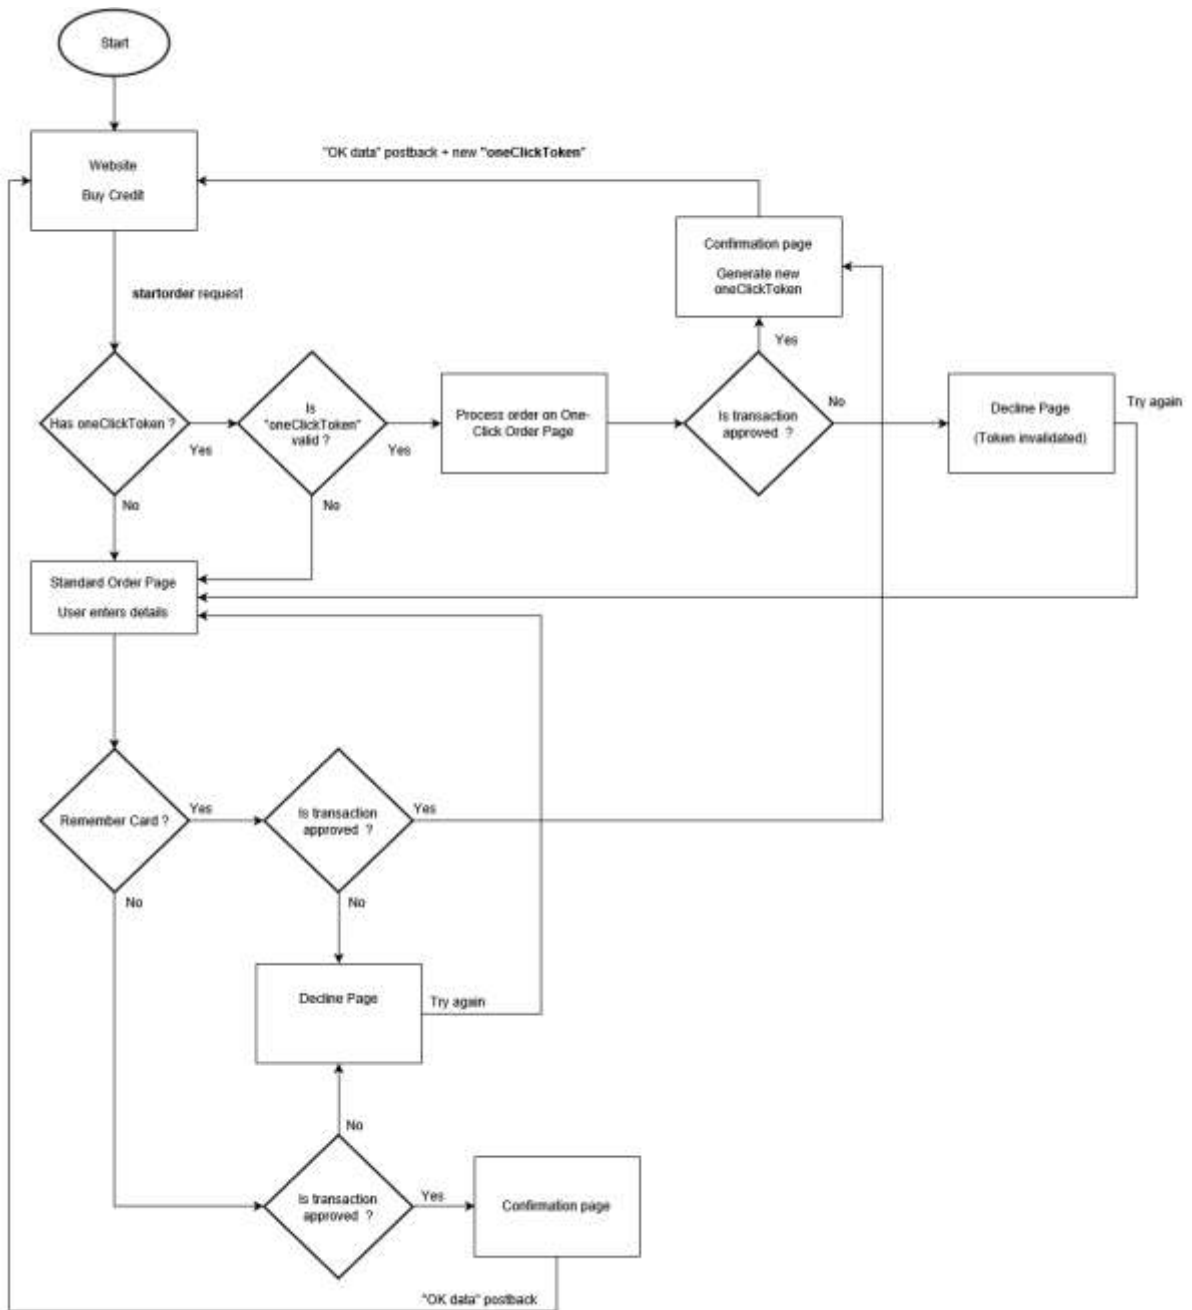 Start
Website
Buy Credit
"OK data" postback + new "oneClickToken"
Confirmation page
Generate new
oneClickToken
startorder request
Yes
Has oneClickToken ?
Yes
Is
"oneClickToken"
valid ?
Yes
Process order on One-
Click Order Page
Is transaction
approved ?
No
Decline Page
(Token invalidated)
Try again
No
No
Standard Order Page
User enters details
Remember Card ?
Yes
Is transaction
approved ?
Yes
No
No
Decline Page
Try again
No
Is transaction
approved ?
Yes
Confirmation page
"OK data" postback